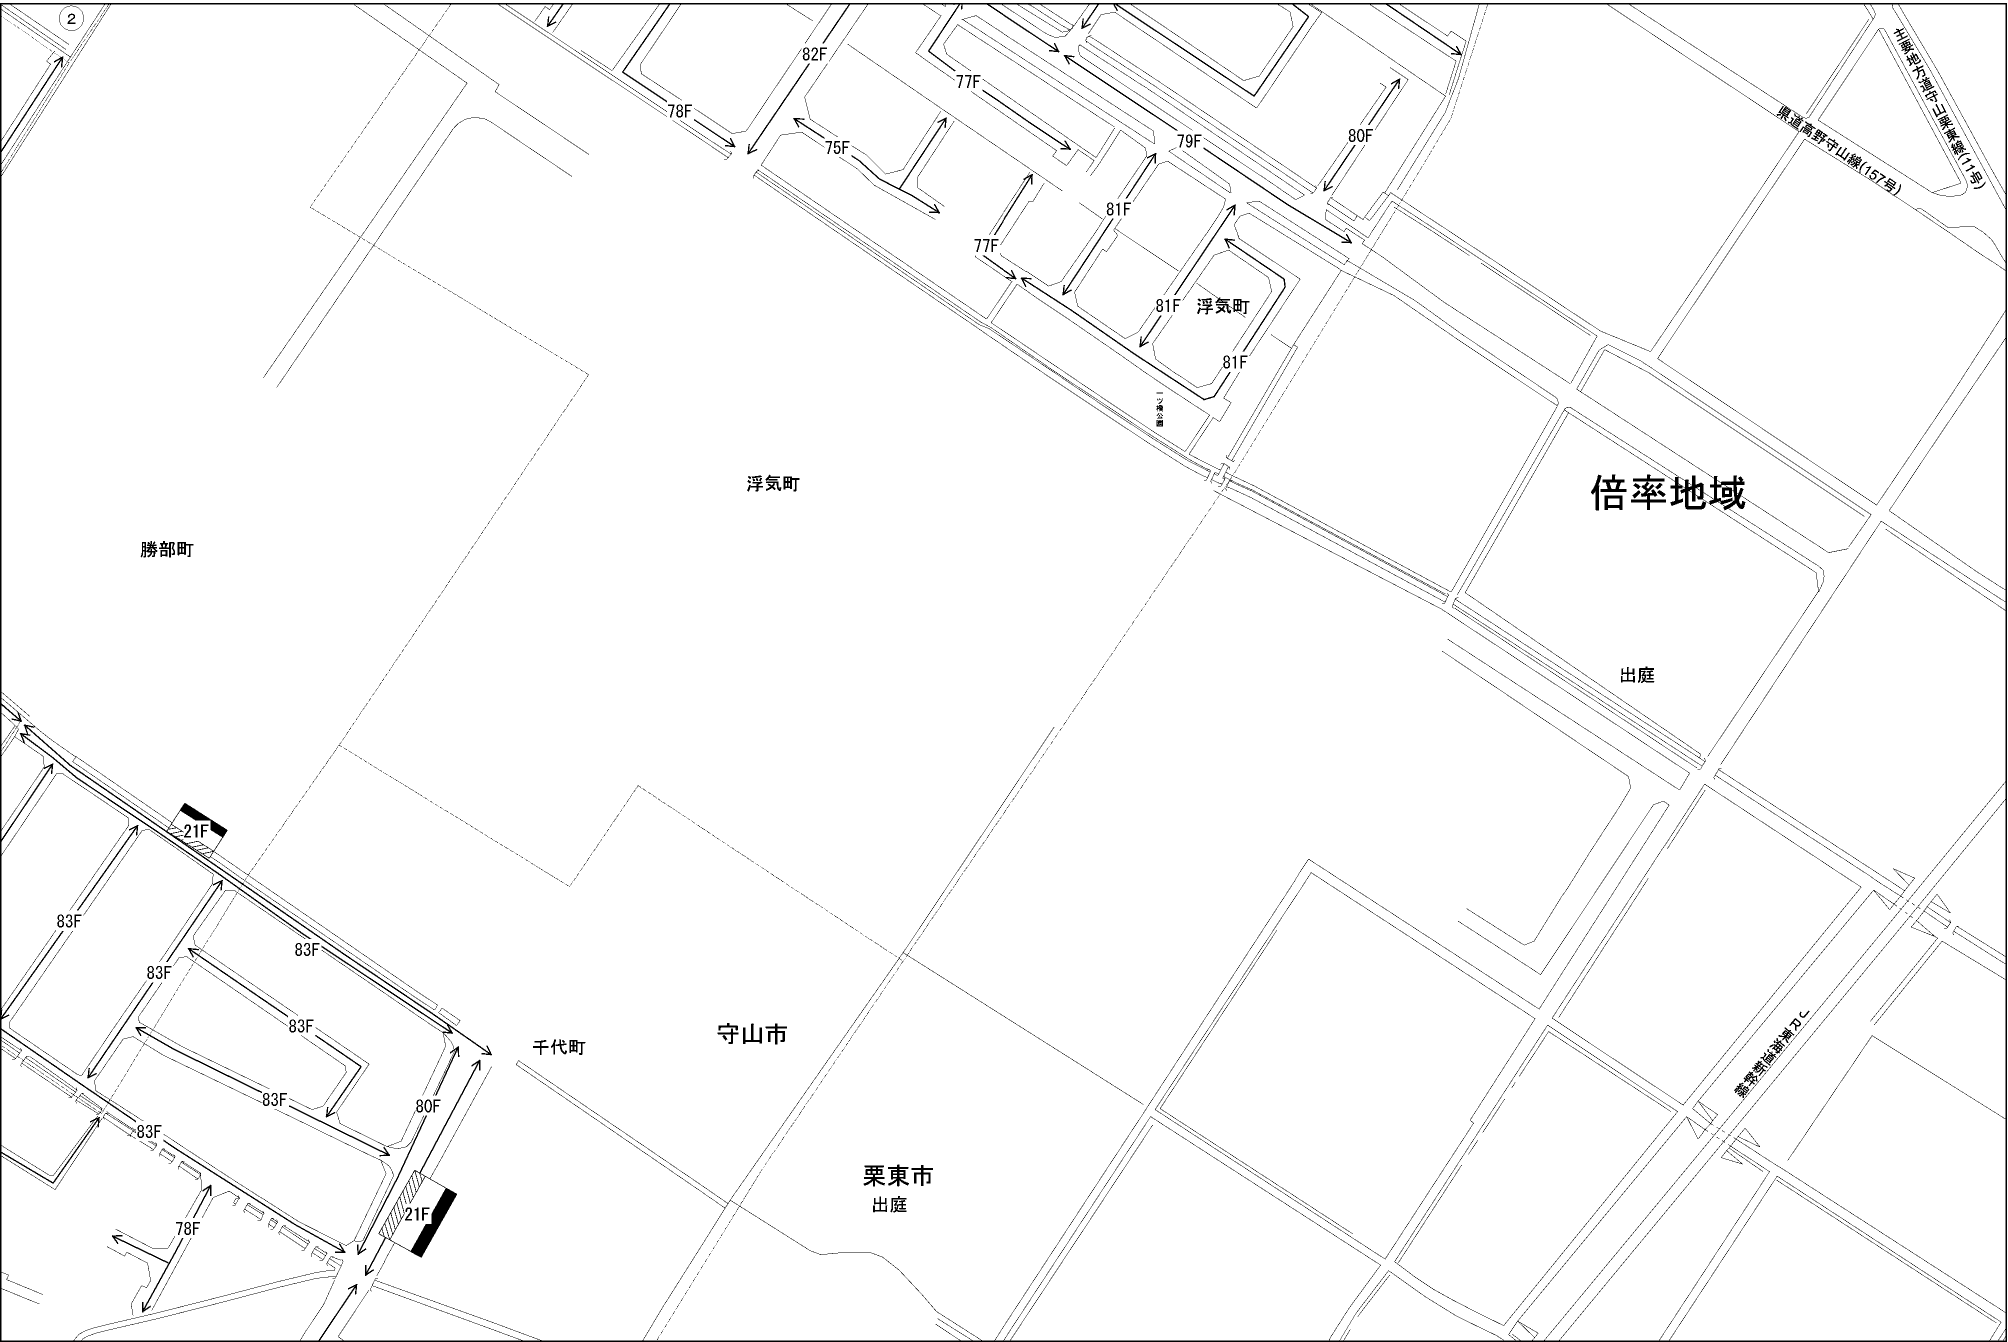 ②
82F
78F
77F
75F
79F
80F
主要地方道守山栗東線(11号)
県道高野守山線(157号)
81F
77F
81F
浮気町
81F
一ツ橋公園
浮気町
倍率地域
勝部町
出庭
21F
83F
83F
83F
83F
千代町
守山市
JR東海道新幹線
83F
80F
83F
栗東市
出庭
21F
78F